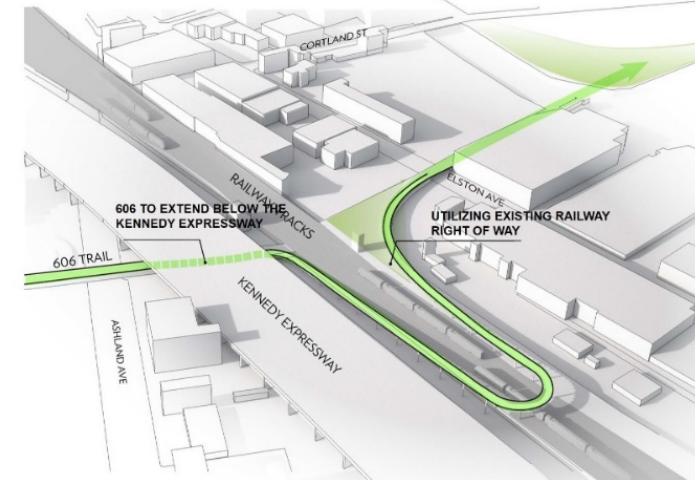 CORTLAND ST
RAILWAY TRACKS
ELSTON AVE
606 TO EXTEND BELOW THE
KENNEDY EXPRESSWAY
UTILIZING EXISTING RAILWAY
RIGHT OF WAY
606 TRAIL
KENNEDY EXPRESSWAY
ASHLAND AVE